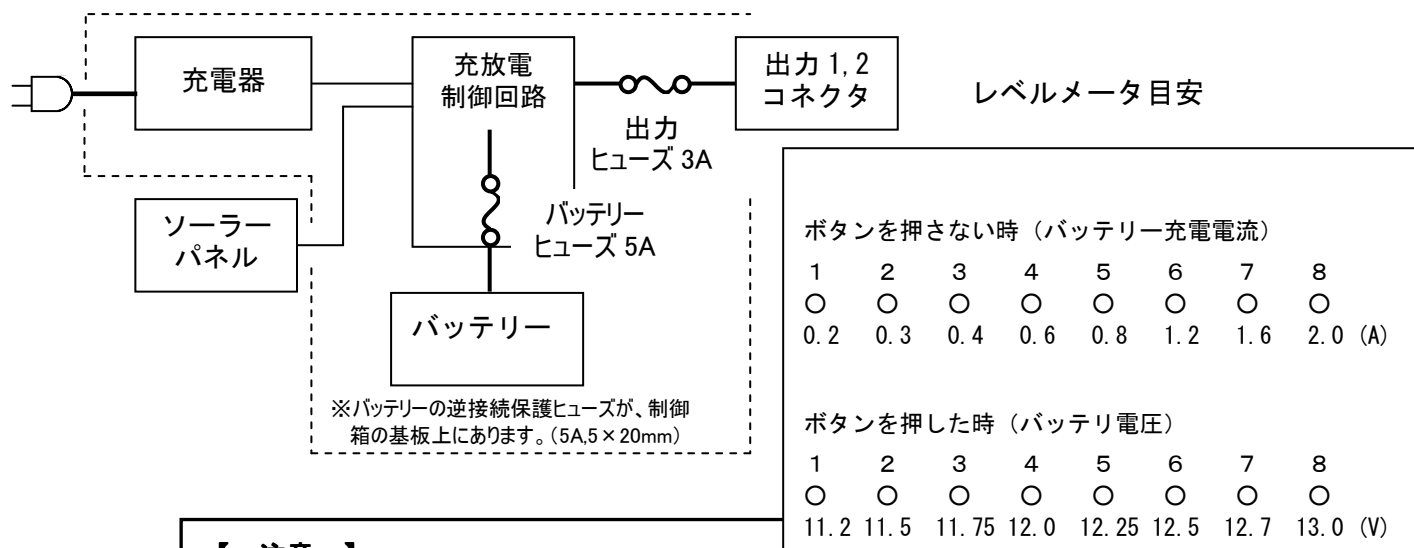 充電器
充放電
制御回路
出力 1,2
コネクタ
出力
ヒューズ 3A
ソーラー
パネル
バッテリー
ヒューズ 5A
バッテリー
※バッテリーの逆接続保護ヒューズが、制御
箱の基板上にあります。(5A,5×20mm)
レベルメータ目安
ボタンを押さない時（バッテリー充電電流）
1 2 3 4 5 6 7 8
○ ○ ○ ○ ○ ○ ○ ○
0.2 0.3 0.4 0.6 0.8 1.2 1.6 2.0 (A)
ボタンを押した時（バッテリ電圧）
1 2 3 4 5 6 7 8
○ ○ ○ ○ ○ ○ ○ ○
11.2 11.5 11.75 12.0 12.25 12.5 12.7 13.0 (V)
【 注意 】